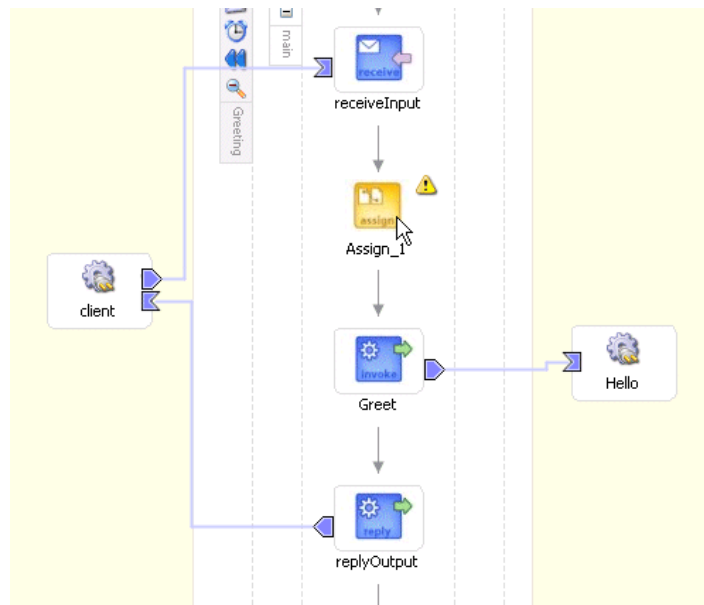 main
Greeting
receive
receiveInput
assign
Assign_1
client
invoke
Greet
Hello
reply
replyOutput